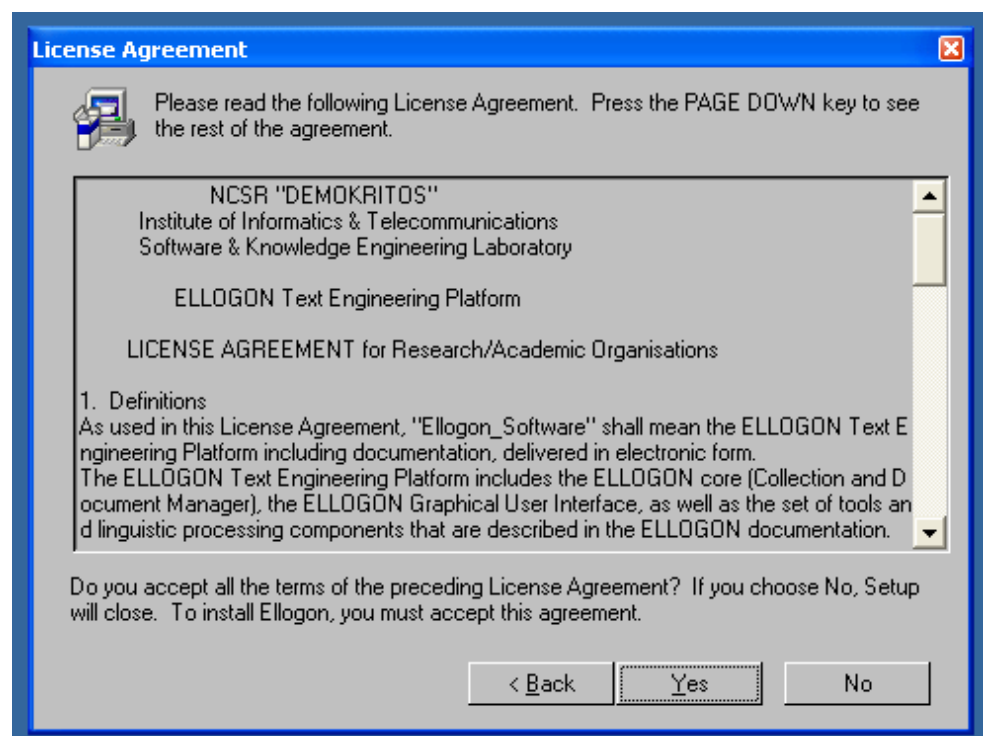 License Agreement
Please read the following License Agreement. Press the PAGE DOWN key to see
the rest of the agreement.
NCSR "DEMOKRITOS"
Institute of Informatics & Telecommunications
Software & Knowledge Engineering Laboratory
ELLOGON Text Engineering Platform
LICENSE AGREEMENT for Research/Academic Organisations
1. Definitions
As used in this License Agreement, "Ellogon_Software" shall mean the ELLOGON Text E
ngineering Platform including documentation, delivered in electronic form.
The ELLOGON Text Engineering Platform includes the ELLOGON core (Collection and D
ocument Manager), the ELLOGON Graphical User Interface, as well as the set of tools an
d linguistic processing components that are described in the ELLOGON documentation.
Do you accept all the terms of the preceding License Agreement? If you choose No, Setup
will close. To install Ellogon, you must accept this agreement.
< Back Yes No